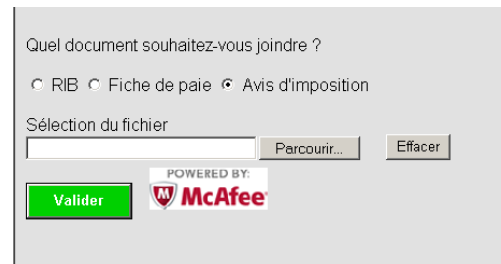 Quel document souhaitez-vous joindre ?
RIB Fiche de paie Avis d'imposition
Sélection du fichier
Parcourir... Effacer
POWERED BY:
Valider McAfee